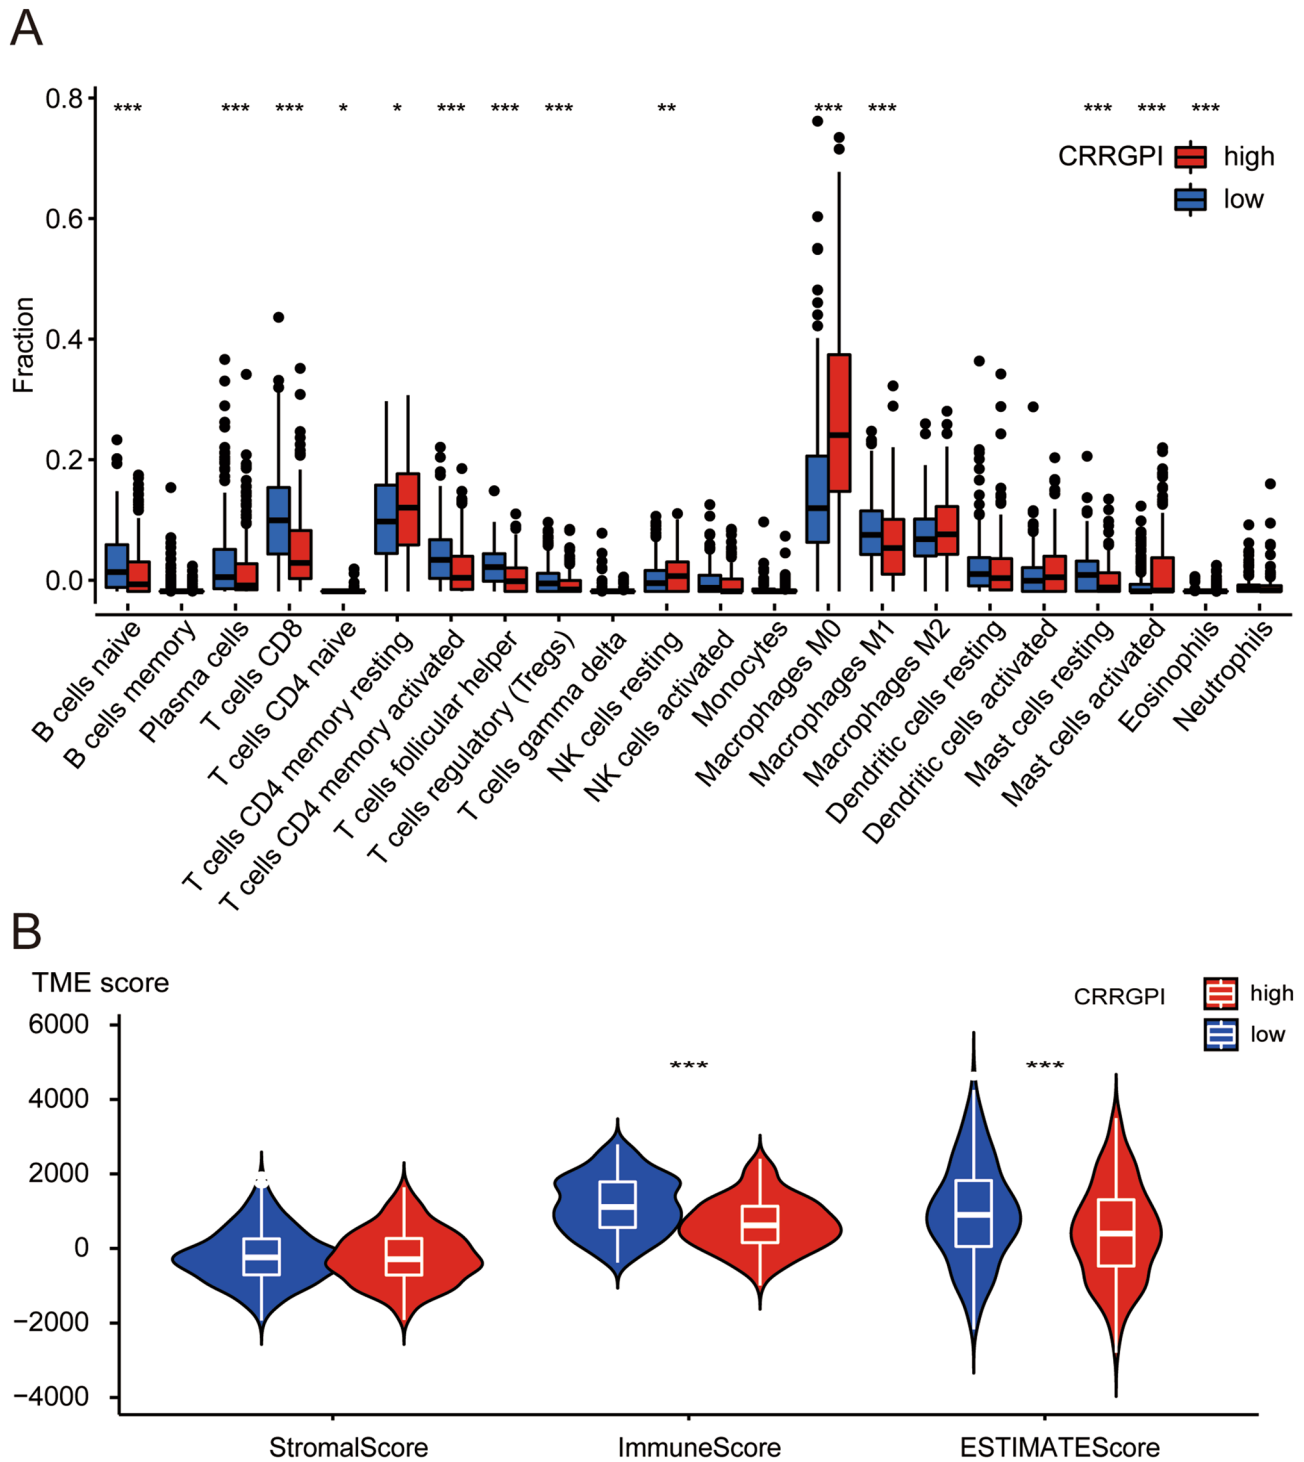 A
*** *** *** * * *** *** *** ** *** *** *** *** ***
CRRGPI high
low
0.8
0.6
0.4
0.2
0.0
Fraction
B cells naive
B cells memory
Plasma cells
T cells CD8
T cells CD4 naive
T cells CD4 memory resting
T cells CD4 memory activated
T cells follicular helper
T cells regulatory (Tregs)
T cells gamma delta
NK cells resting
NK cells activated
Monocytes
Macrophages M0
Macrophages M1
Macrophages M2
Dendritic cells resting
Dendritic cells activated
Mast cells resting
Mast cells activated
Eosinophils
Neutrophils
B
TME score
CRRGPI high
low
*** ***
6000
4000
2000
0
−2000
−4000
StromalScore ImmuneScore ESTIMATEScore